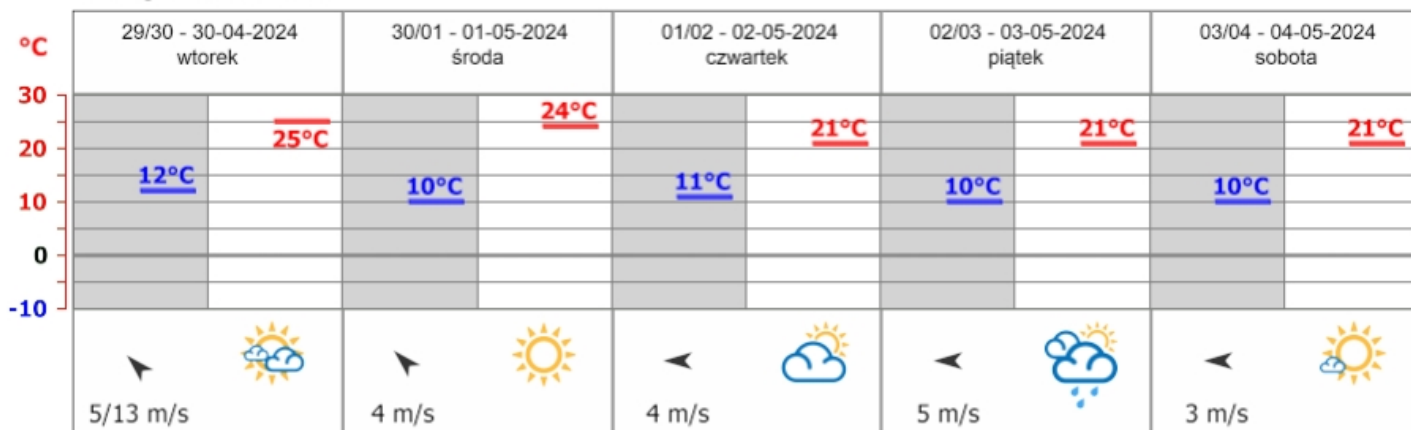 °C
29/30 - 30-04-2024
wtorek
30/01 - 01-05-2024
środa
01/02 - 02-05-2024
czwartek
02/03 - 03-05-2024
piątek
03/04 - 04-05-2024
sobota
30
20
10
0
-10
12°C
25°C
10°C
24°C
11°C
21°C
10°C
21°C
10°C
21°C
5/13 m/s
4 m/s
4 m/s
5 m/s
3 m/s